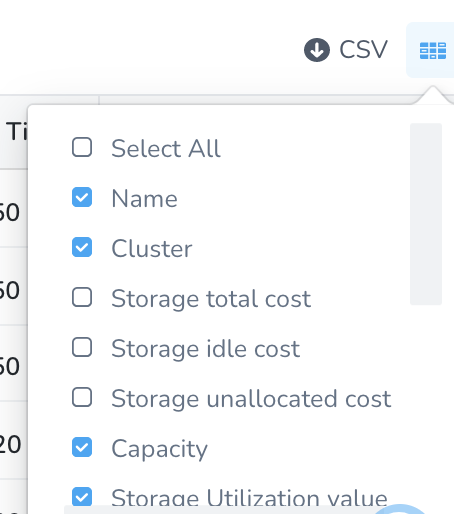 CSV
Ti
Select All
50
Name
Cluster
50
Storage total cost
Storage idle cost
50
Storage unallocated cost
20
Capacity
Storage Utilization value